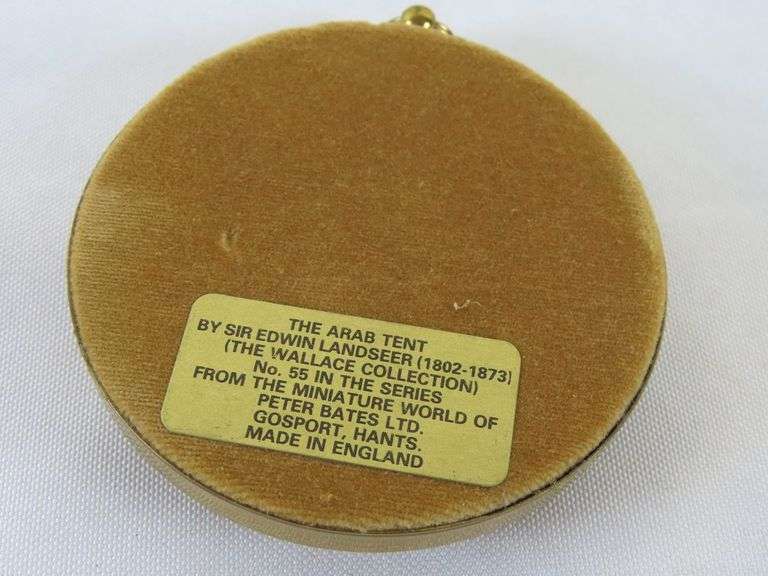 THE ARAB TENT
BY SIR EDWIN LANDSEER (1802-1873)
(THE WALLACE COLLECTION)
No. 55 IN THE SERIES
FROM THE MINIATURE WORLD OF
PETER BATES LTD.
GOSPORT, HANTS.
MADE IN ENGLAND